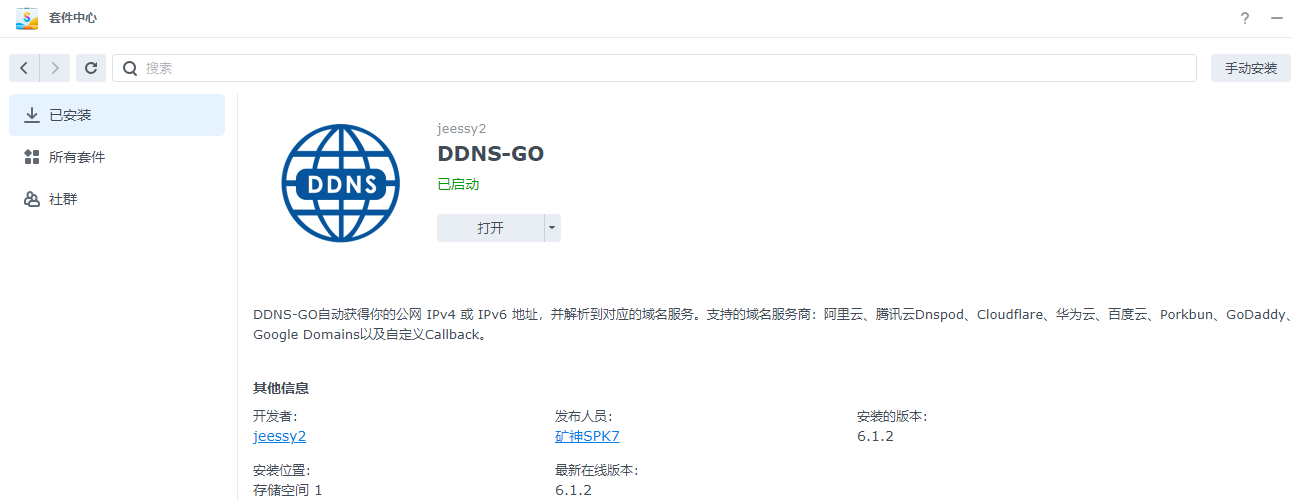 套件中心
?
搜索
手动安装
已安装
所有套件
社群
DDNS
jeessy2
DDNS-GO
已启动
打开
DDNS-GO自动获得你的公网 IPv4 或 IPv6 地址，并解析到对应的域名服务。支持的域名服务商：阿里云、腾讯云Dnspod、Cloudflare、华为云、百度云、Porkbun、GoDaddy、
Google Domains以及自定义Callback。
其他信息
开发者：
发布人员：
安装的版本：
jeessy2
矿神SPK7
6.1.2
安装位置：
最新在线版本：
存储空间 1
6.1.2